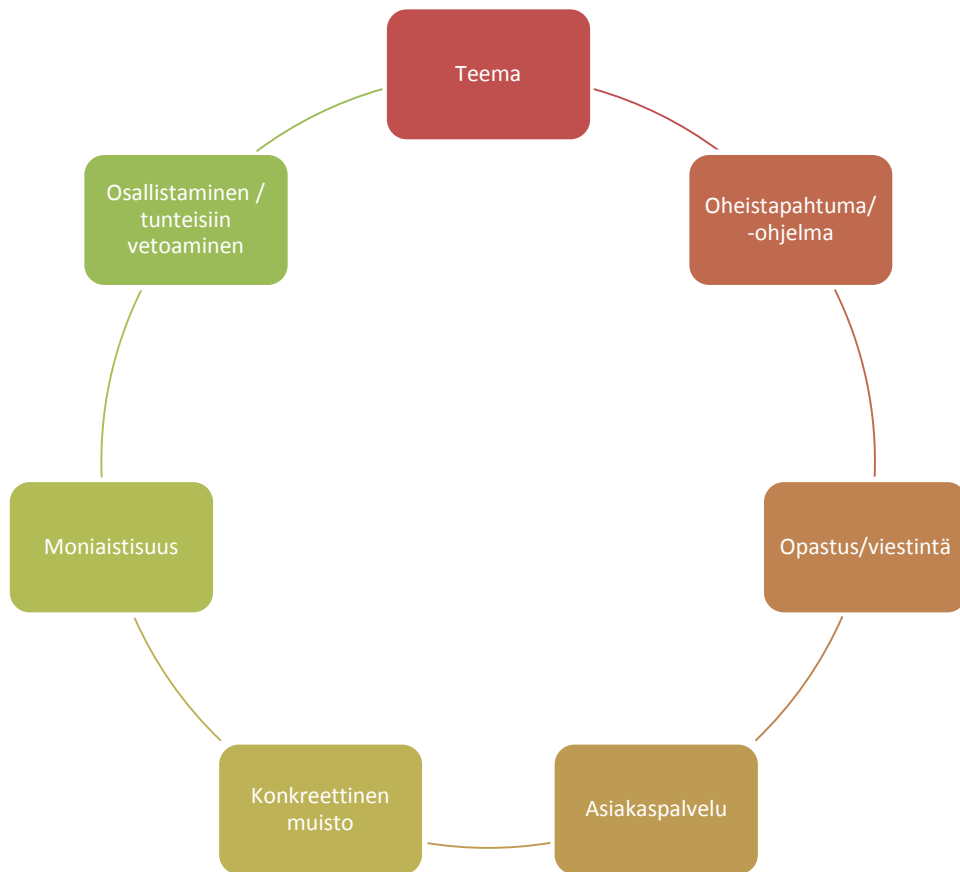 Teema
Oheistapahtuma/
-ohjelma
Opastus/viestintä
Asiakaspalvelu
Konkreettinen
muisto
Moniaistisuus
Osallistaminen /
tunteisiin
vetoaminen